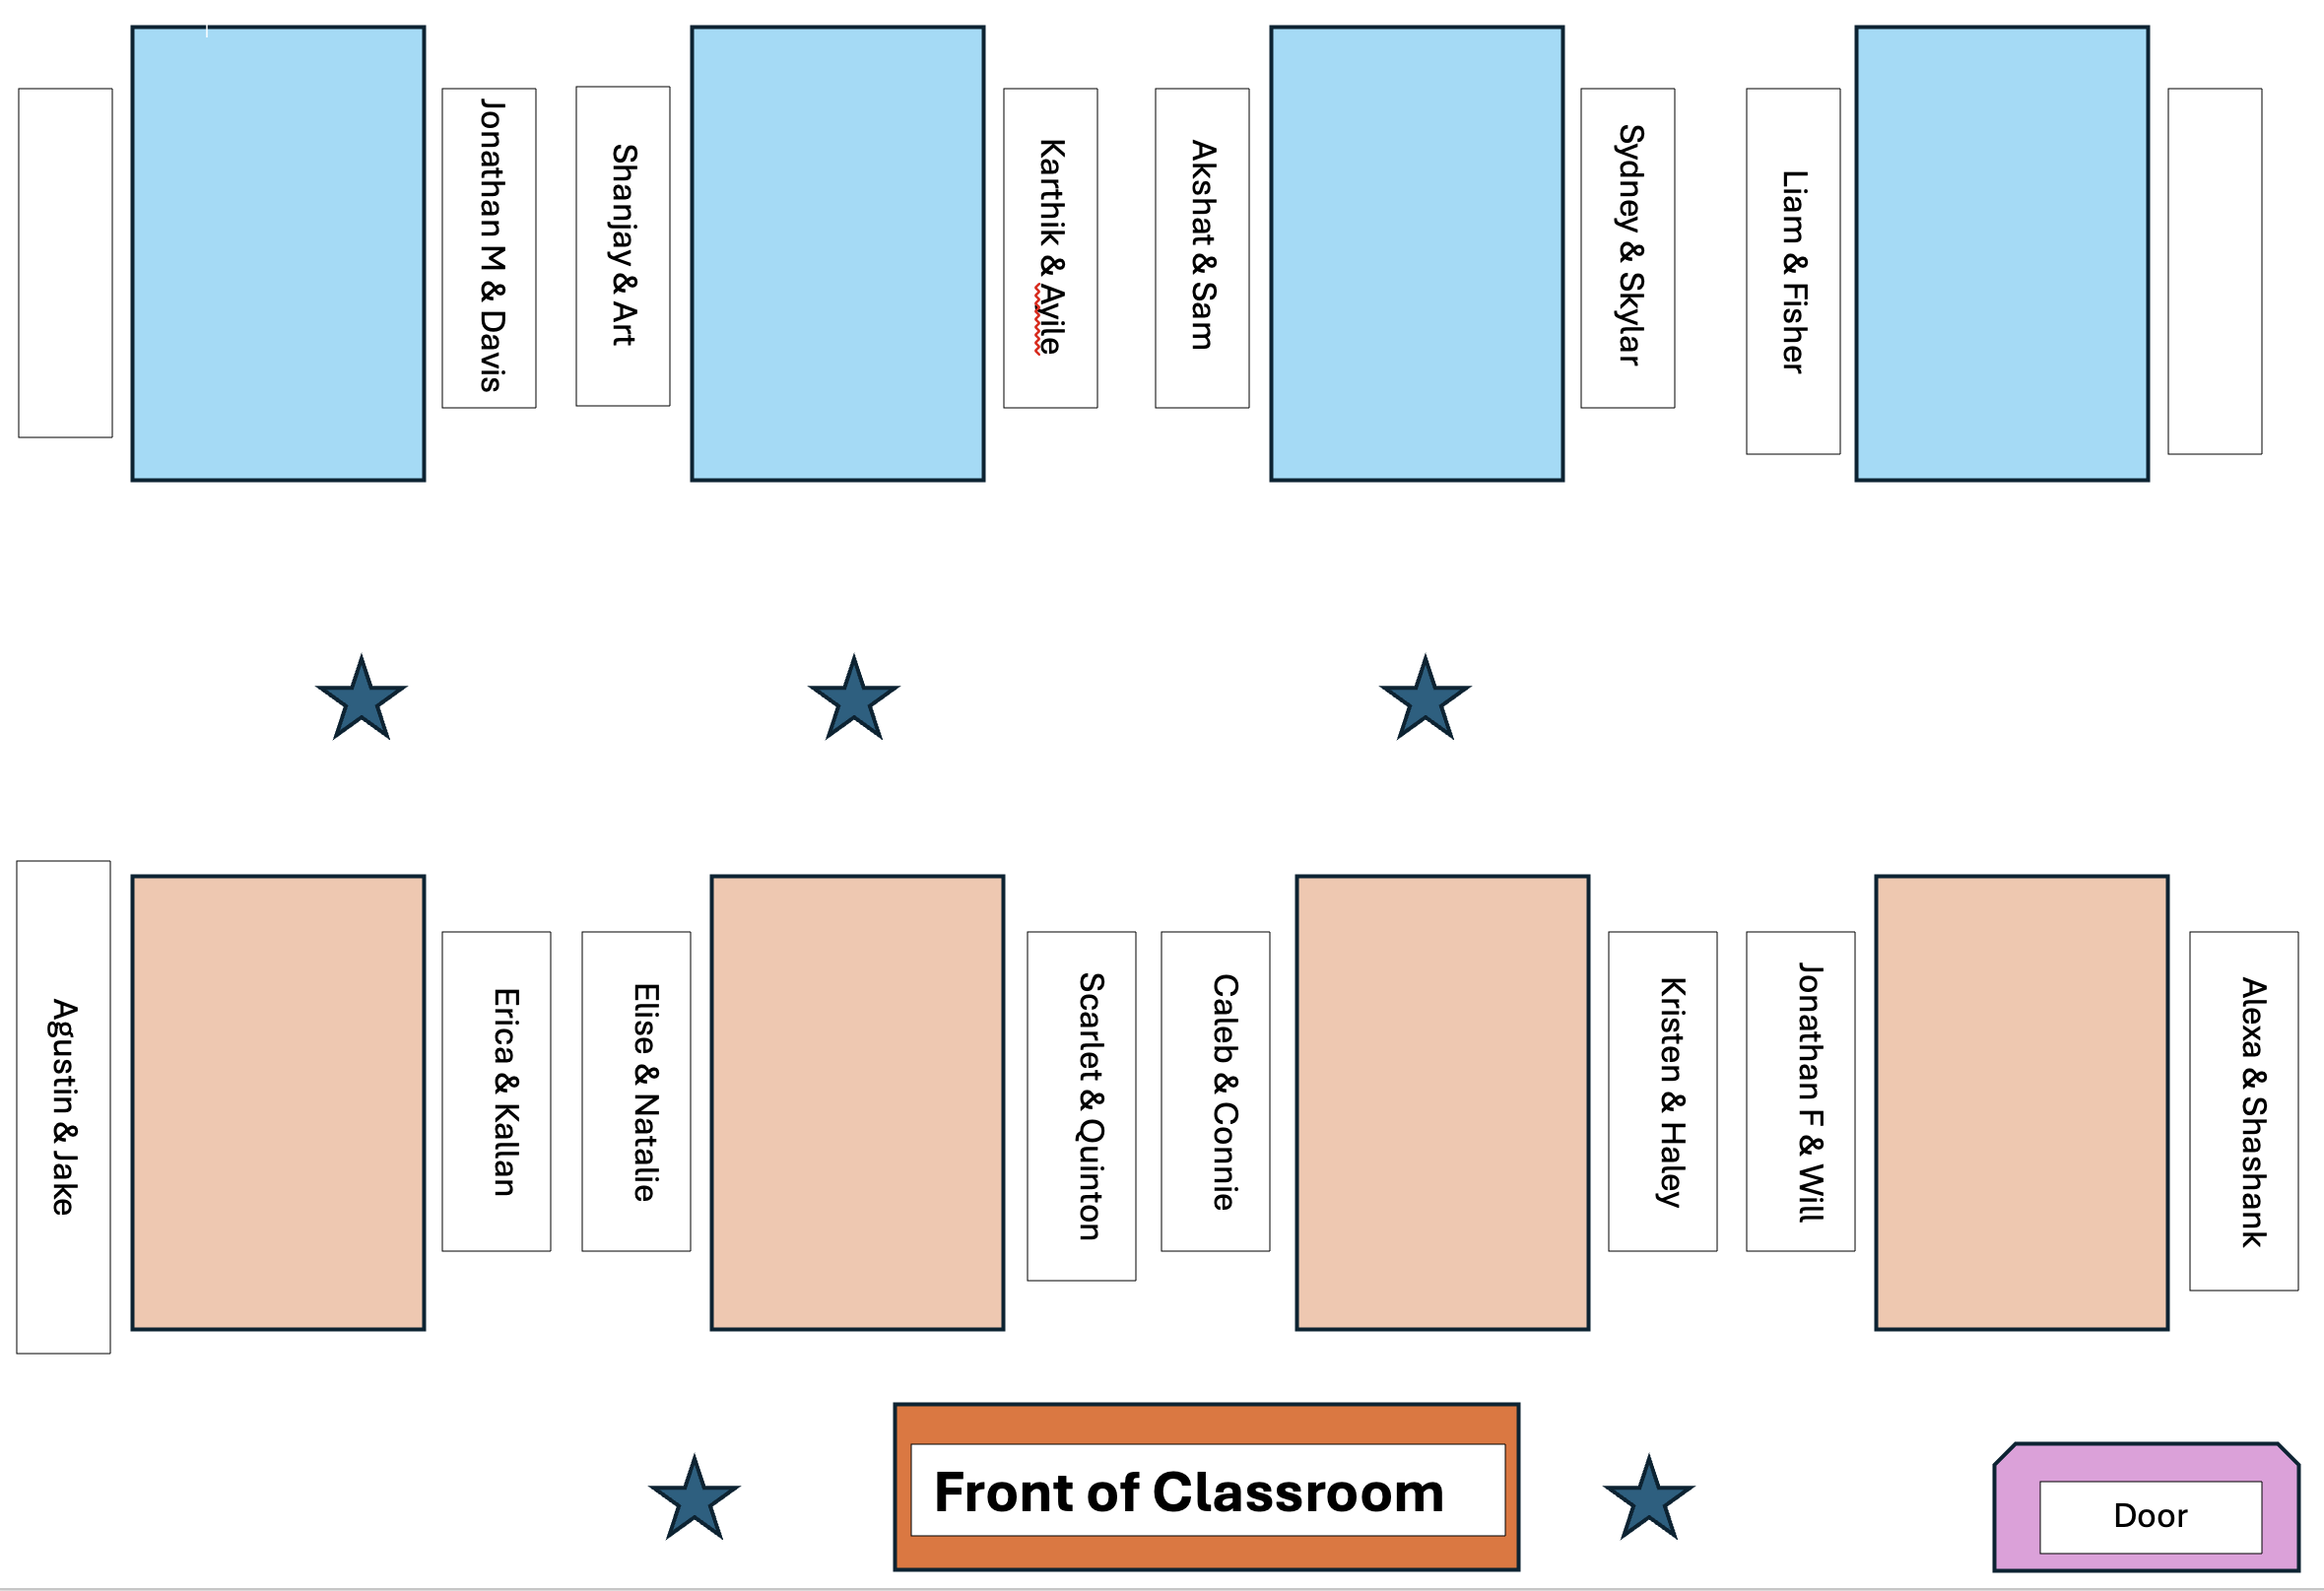 Jonathan M & Davis
Shanjay & Art
Karthik & Avile
Akshat & Sam
Sydney & Skylar
Liam & Fisher
Agustin & Jake
Erica & Kallan
Elise & Natalie
Scarlet & Quinton
Caleb & Connie
Kristen & Haley
Jonathan F & Will
Alexa & Shashank
Front of Classroom
Door